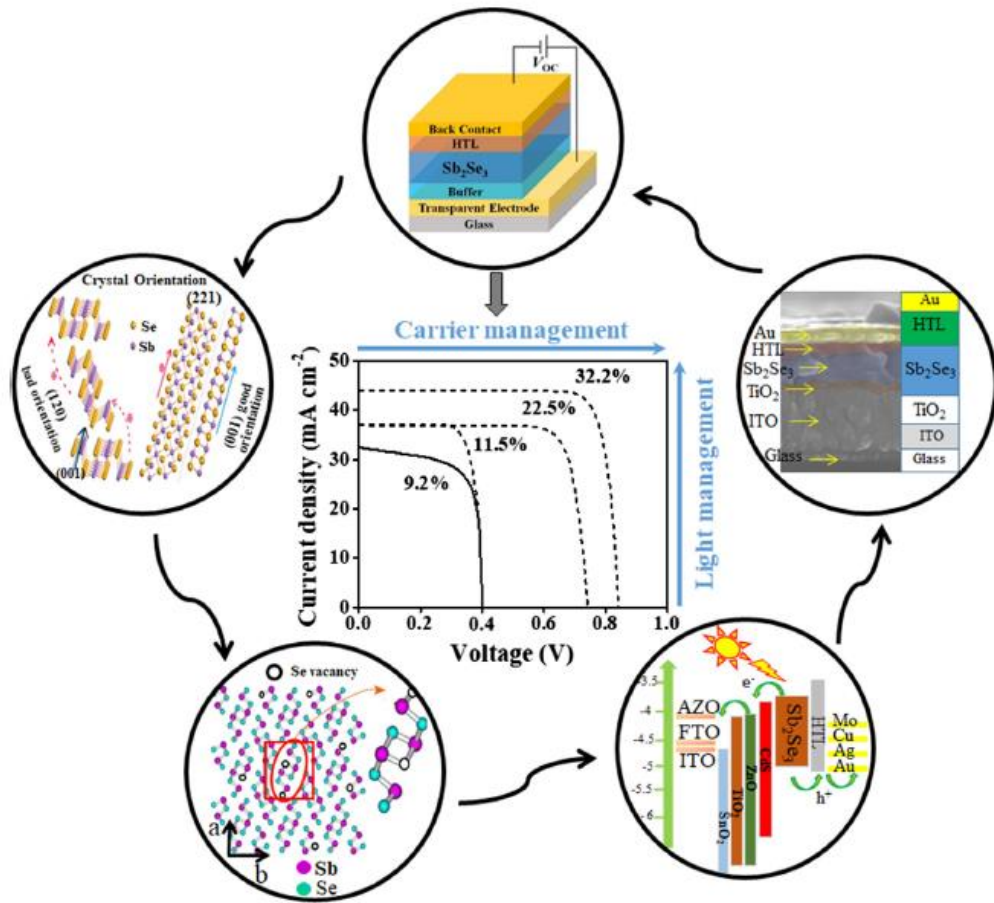 V_OC
Back Contact
HTL
Sb₂Se₃
Buffer
Transparent Electrode
Glass
Crystal Orientation
(221)
Se
Sb
(120)
bad orientation
(001)
(001) good
orientation
Carrier management
Light management
Current density (mA cm⁻²)
50
40
30
20
10
0
32.2%
22.5%
11.5%
9.2%
0.0 0.2 0.4 0.6 0.8 1.0
Voltage (V)
Au
HTL
Sb₂Se₃
TiO₂
ITO
Glass
Au
HTL
Sb₂Se₃
TiO₂
ITO
Glass
Se vacancy
a
b
Sb
Se
-3.5
-4
-4.5
-5
-5.5
-6
AZO
FTO
ITO
SnO₂
TiO₂
ZnO
CdS
e⁻
Sb₂Se₃
HTL
h⁺
Mo
Cu
Ag
Au